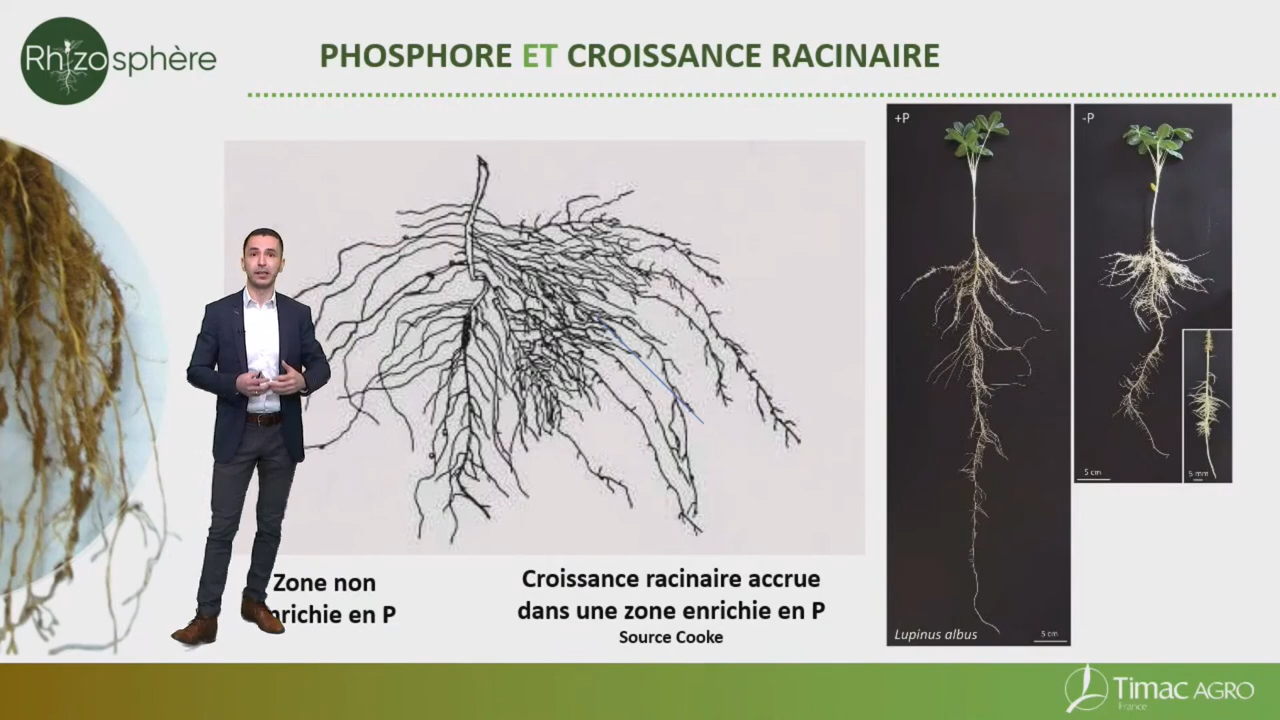 Rhizosphère
PHOSPHORE ET CROISSANCE RACINAIRE
+P
-P
5 cm
5 mm
Zone non
nrichie en P
Croissance racinaire accrue
dans une zone enrichie en P
Source Cooke
Lupinus albus
5 cm
Timac AGRO
France